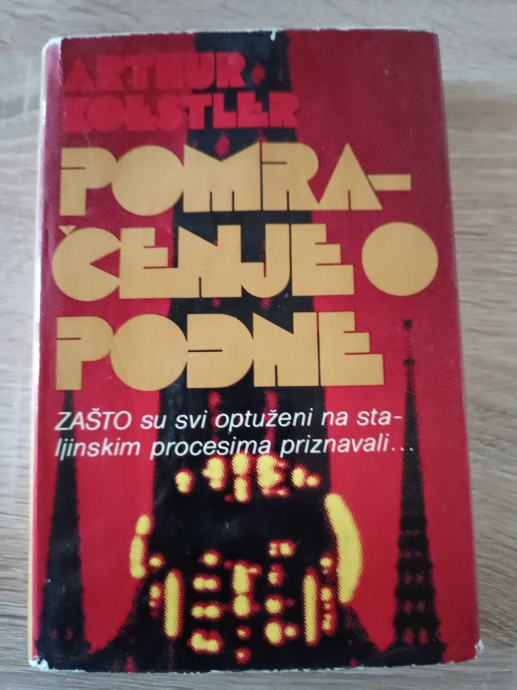 ARTHUR
KOESTLER
POMRA-
ČENJE O
PODNE
ZAŠTO su svi optuženi na sta-
ljinskim procesima priznavali...